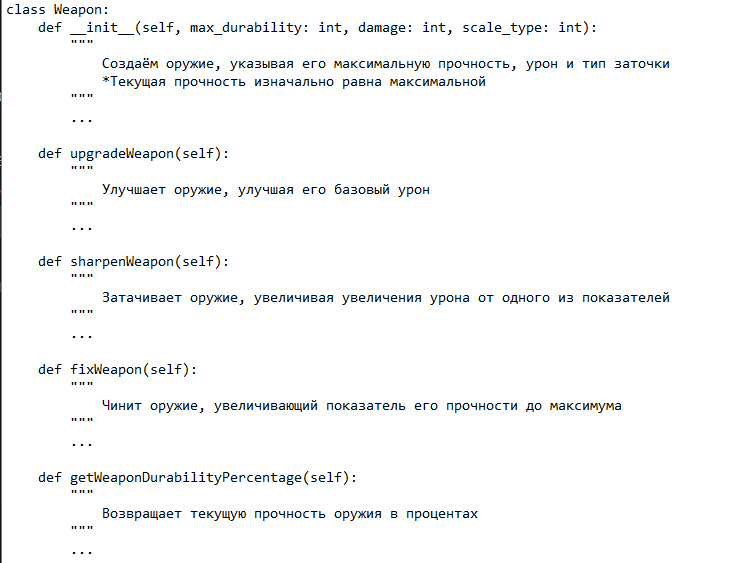 class Weapon:
    def __init__(self, max_durability: int, damage: int, scale_type: int):
        """
            Создаём оружие, указывая его максимальную прочность, урон и тип заточки
            *Текущая прочность изначально равна максимальной
        """
        ...

    def upgradeWeapon(self):
        """
            Улучшает оружие, улучшая его базовый урон
        """
        ...

    def sharpenWeapon(self):
        """
            Затачивает оружие, увеличивая увеличения урона от одного из показателей
        """
        ...

    def fixWeapon(self):
        """
            Чинит оружие, увеличивающий показатель его прочности до максимума
        """
        ...

    def getWeaponDurabilityPercentage(self):
        """
            Возвращает текущую прочность оружия в процентах
        """
        ...